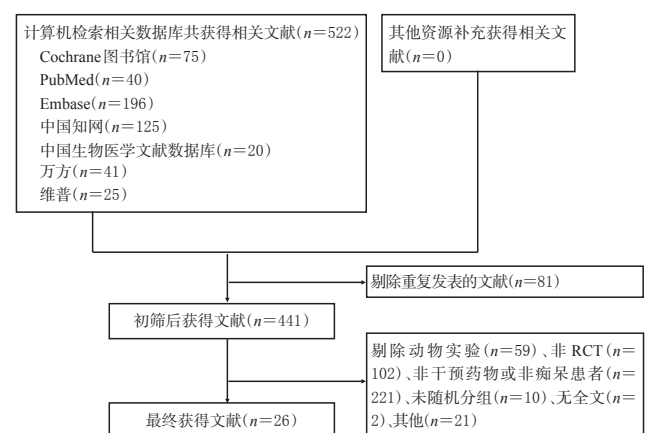 计算机检索相关数据库共获得相关文献(n=522)
Cochrane图书馆(n=75)
PubMed(n=40)
Embase(n=196)
中国知网(n=125)
中国生物医学文献数据库(n=20)
万方(n=41)
维普(n=25)
其他资源补充获得相关文
献(n=0)
剔除重复发表的文献(n=81)
初筛后获得文献(n=441)
剔除动物实验(n=59)、非 RCT(n=
102)、非干预药物或非痴呆患者(n=
221)、未随机分组(n=10)、无全文(n=
2)、其他(n=21)
最终获得文献(n=26)